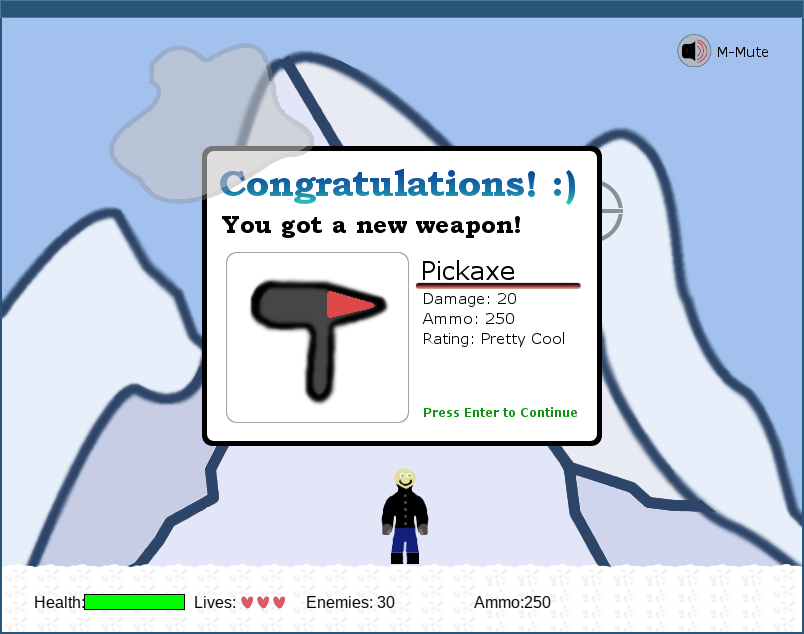 M-Mute
Congratulations! :)
You got a new weapon!
Pickaxe
Damage: 20
Ammo: 250
Rating: Pretty Cool
Press Enter to Continue
Health: Lives: Enemies: 30 Ammo:250